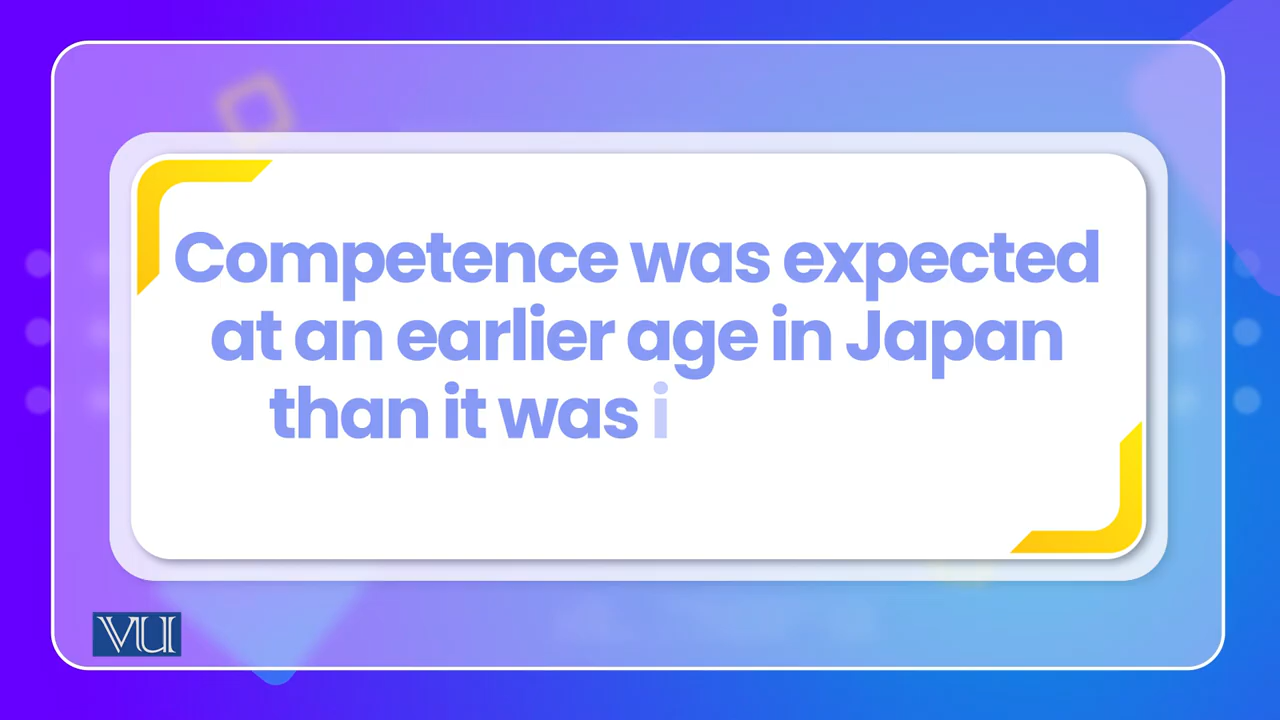 Competence was expected
at an earlier age in Japan
than it was i
VU